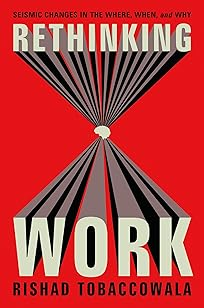 SEISMIC CHANGES IN THE WHERE, WHEN, and WHY
RETHINKING
WORK
RISHAD TOBACCOWALA